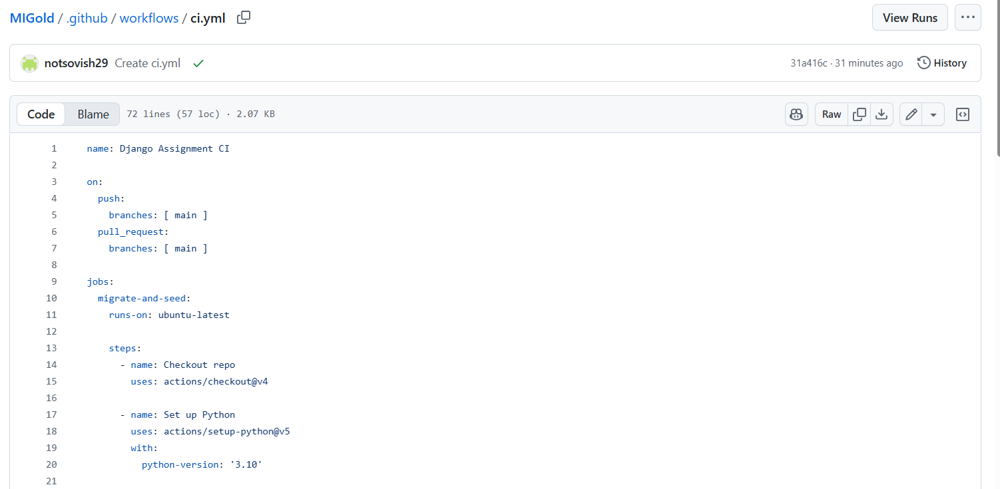 MIGold / .github / workflows / ci.yml
View Runs
notsovish29 Create ci.yml
31a416c · 31 minutes ago
History
Code
Blame
72 lines (57 loc) · 2.07 KB
Raw
1 name: Django Assignment CI
2
3 on:
4   push:
5     branches: [ main ]
6   pull_request:
7     branches: [ main ]
8
9 jobs:
10   migrate-and-seed:
11     runs-on: ubuntu-latest
12
13     steps:
14       - name: Checkout repo
15         uses: actions/checkout@v4
16
17       - name: Set up Python
18         uses: actions/setup-python@v5
19         with:
20           python-version: '3.10'
21